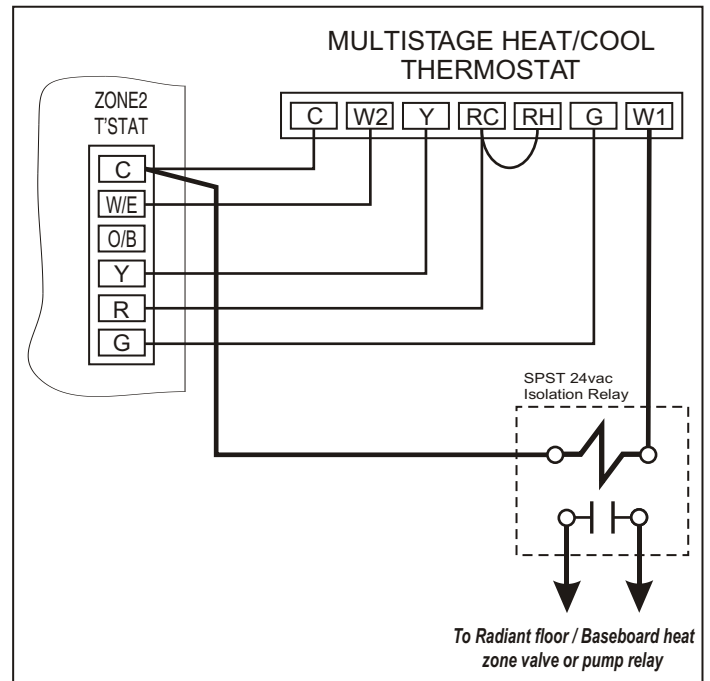 MULTISTAGE HEAT/COOL
THERMOSTAT
C W2 Y RC RH G W1
ZONE2
T'STAT
C
W/E
O/B
Y
R
G
SPST 24vac
Isolation Relay
To Radiant floor / Baseboard heat
zone valve or pump relay